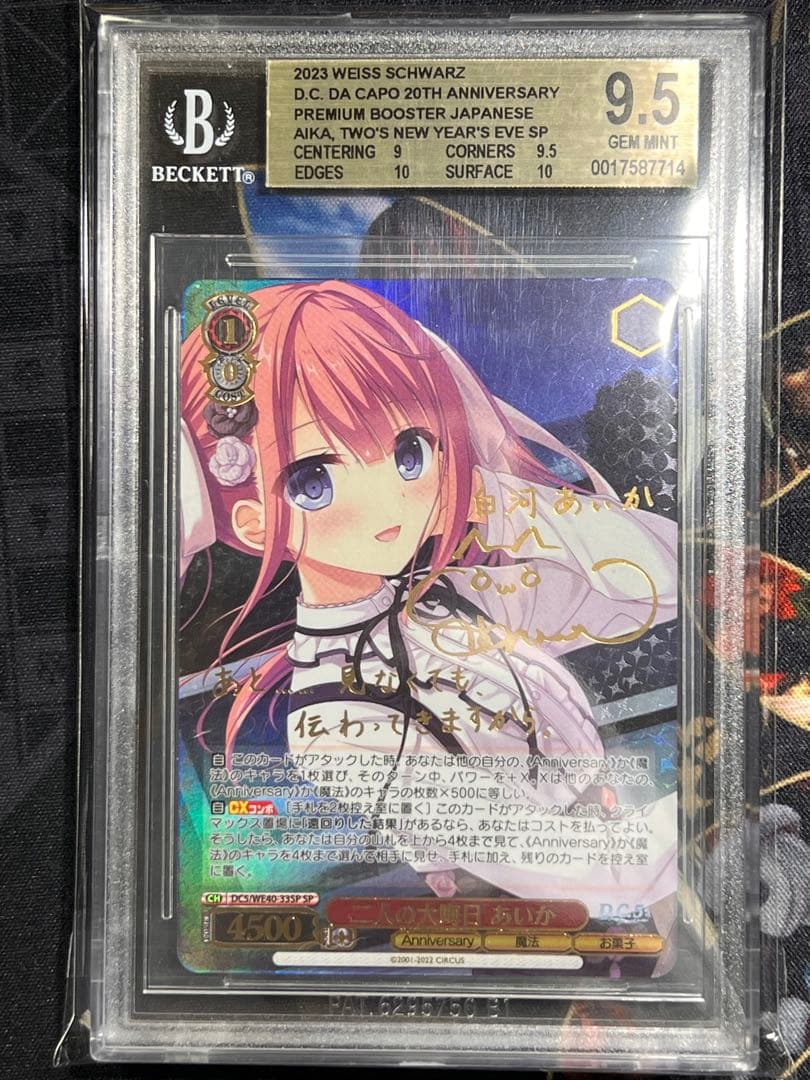 2023 WEISS SCHWARZ
D.C. DA CAPO 20TH ANNIVERSARY
PREMIUM BOOSTER JAPANESE
AIKA, TWO'S NEW YEAR'S EVE SP
CENTERING 9 CORNERS 9.5
EDGES 10 SURFACE 10
9.5
GEM MINT
0017587714
B
BECKETT®
LEVEL
1
0
COST
白河あいか
あと……見なくても、
伝わってきますから。
自 このカードがアタックした時、あなたは他の自分の、《Anniversary》か《魔
法》のキャラを1枚選び、そのターン中、パワーを＋X。Xは他のあなたの、
《Anniversary》か《魔法》のキャラの枚数×500に等しい。
自 CXコンボ ［手札を2枚控え室に置く］ このカードがアタックした時、クライ
マックス置場に「遠回りした結果」があるなら、あなたはコストを払ってよい。
そうしたら、あなたは自分の山札を上から4枚まで見て、《Anniversary》か《魔
法》のキャラを4枚まで選んで相手に見せ、手札に加え、残りのカードを控え室
に置く。
CH DC5/WE40-33SP SP
二人の大晦日 あいか
D.C.5
4500 1
Anniversary 魔法 お菓子
©2001-2022 CIRCUS
PAT. 6295756 B1